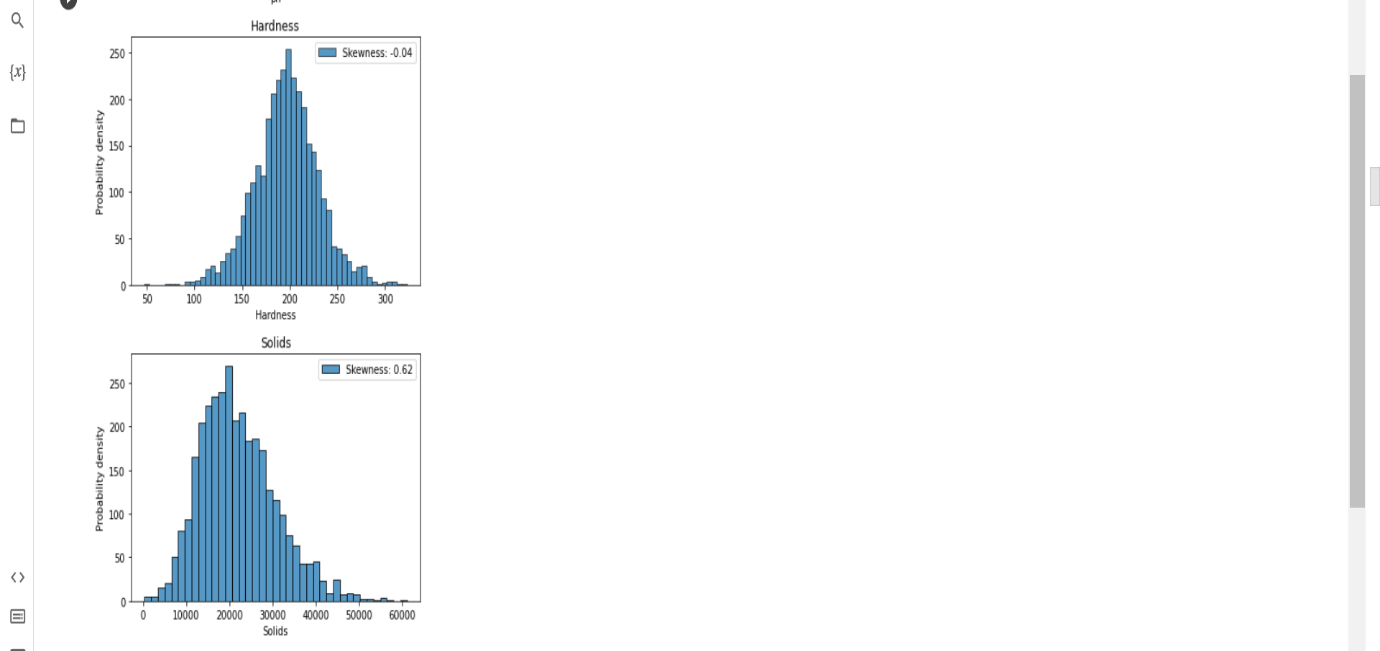 Hardness
Skewness: -0.04
250
200
150
100
50
0
Probability density
50 100 150 200 250 300
Hardness
Solids
Skewness: 0.62
250
200
150
100
50
0
Probability density
0 10000 20000 30000 40000 50000 60000
Solids
{x}
<>